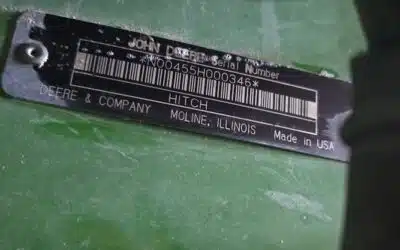 JOHN DEERE Serial Number
*N00455H000346*
HITCH
DEERE & COMPANY MOLINE, ILLINOIS Made in USA